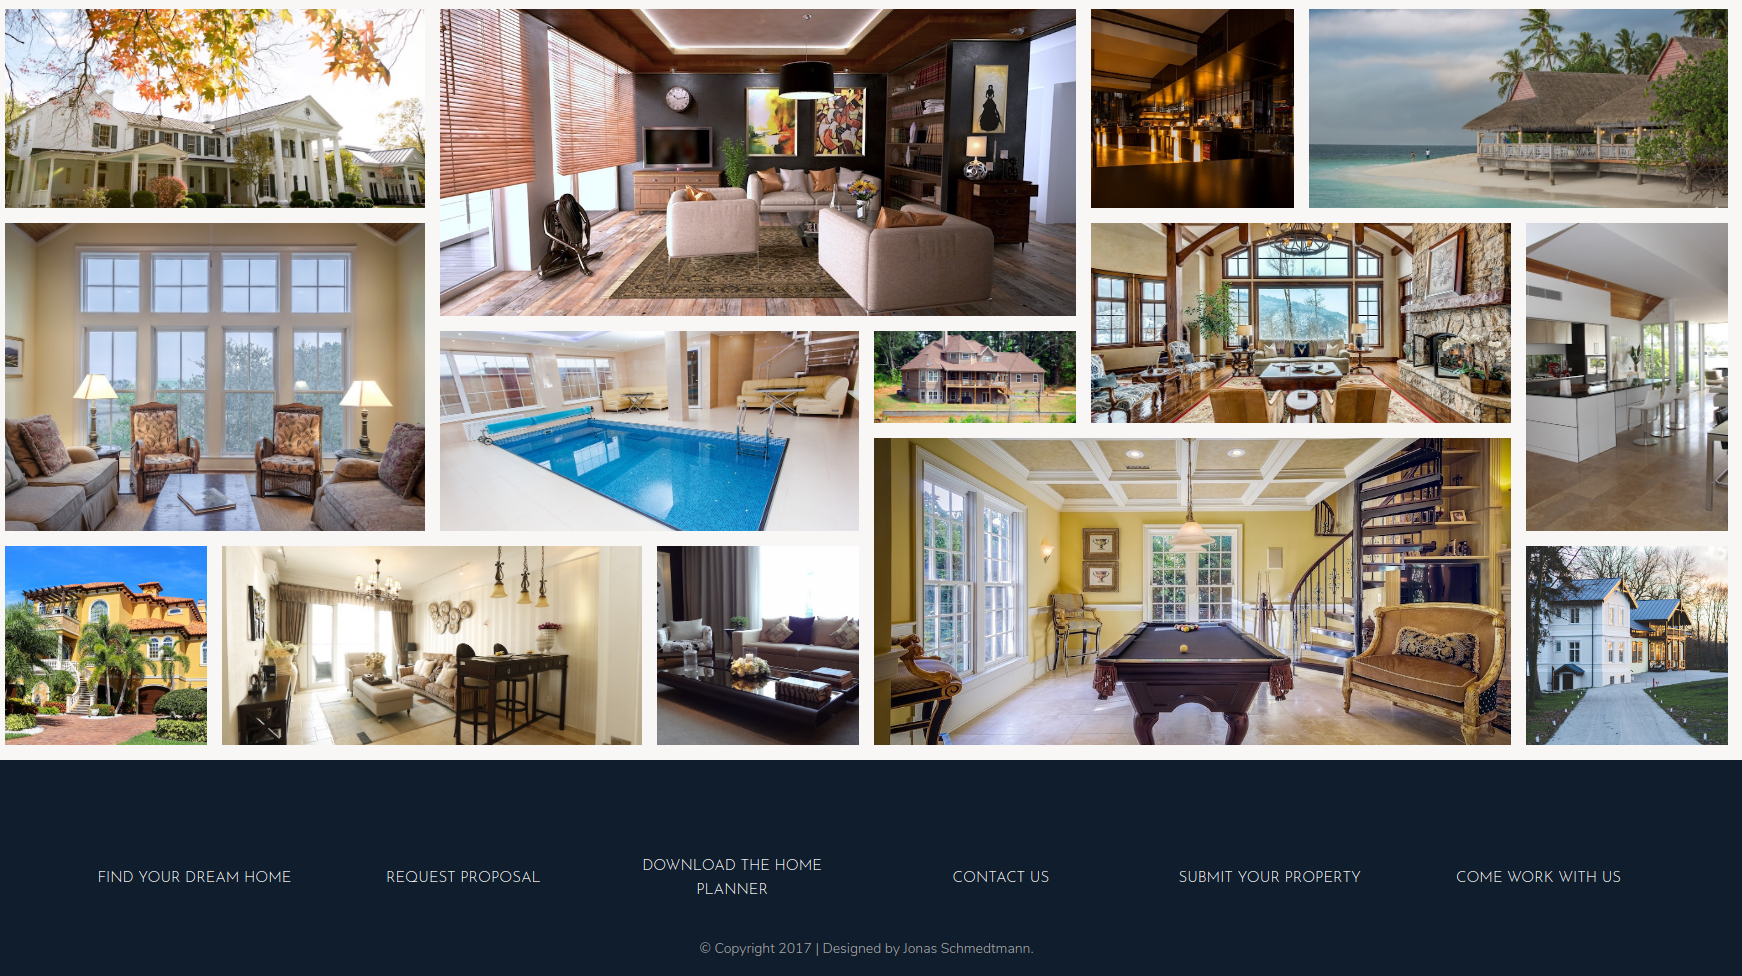 FIND YOUR DREAM HOME
REQUEST PROPOSAL
DOWNLOAD THE HOME
PLANNER
CONTACT US
SUBMIT YOUR PROPERTY
COME WORK WITH US
© Copyright 2017 | Designed by Jonas Schmedtmann.